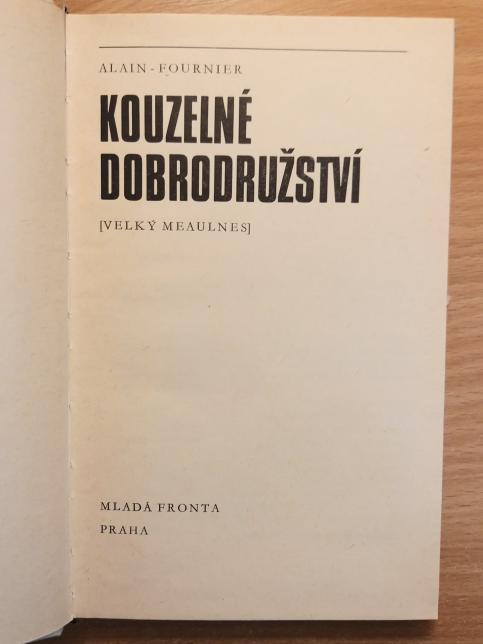 ALAIN-FOURNIER
KOUZELNÉ
DOBRODRUŽSTVÍ
[VELKÝ MEAULNES]
MLADÁ FRONTA
PRAHA